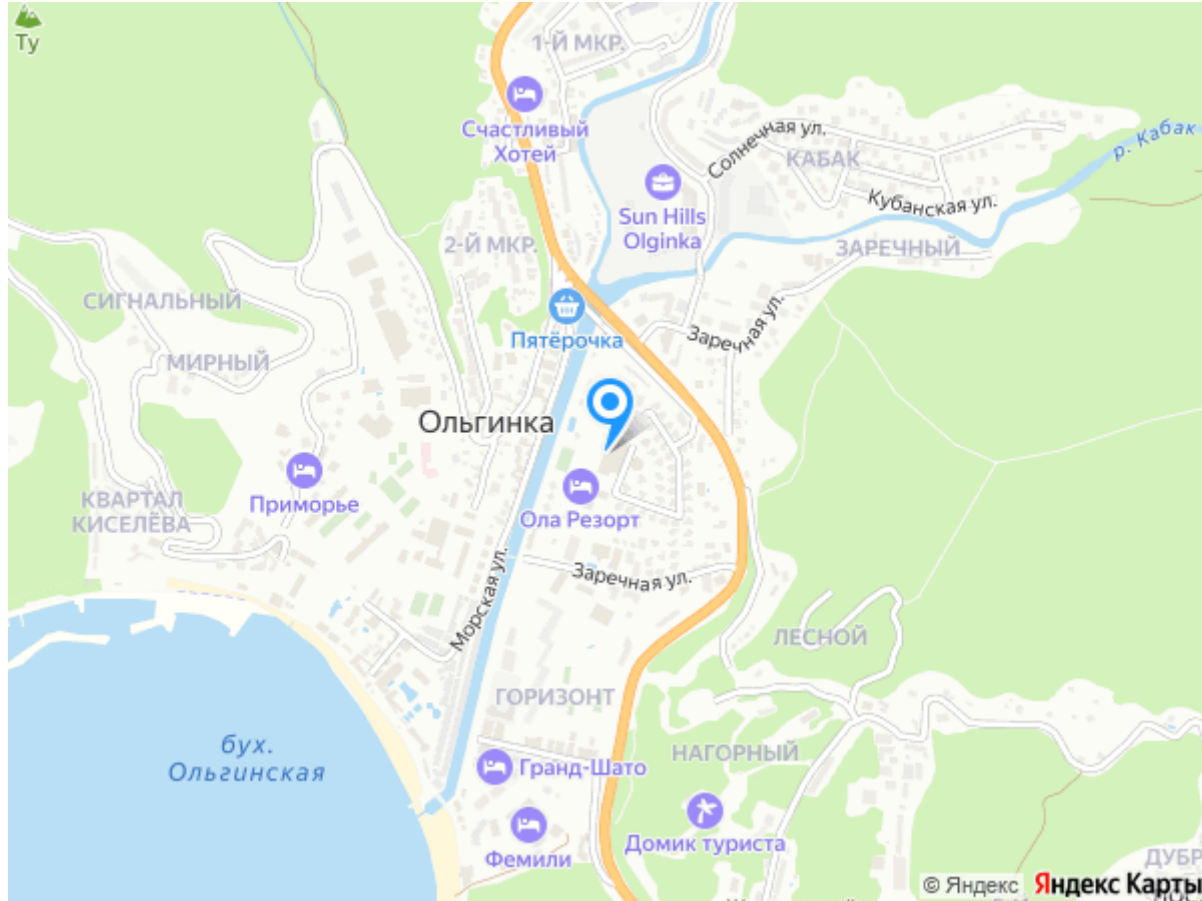 Ту
1-Й МКР.
Счастливый
Хотей
Солнечная ул.
КАБАК
р. Кабак
Sun Hills
Olginka
Кубанская ул.
2-Й МКР.
ЗАРЕЧНЫЙ
СИГНАЛЬНЫЙ
Пятёрочка
Заречная ул.
МИРНЫЙ
Ольгинка
КВАРТАЛ
КИСЕЛЁВА
Приморье
Ола Резорт
Заречная ул.
Морская ул.
ЛЕСНОЙ
ГОРИЗОНТ
бух.
Ольгинская
НАГОРНЫЙ
Гранд-Шато
Домик туриста
Фемили
ДУБР
© Яндекс Яндекс Карты